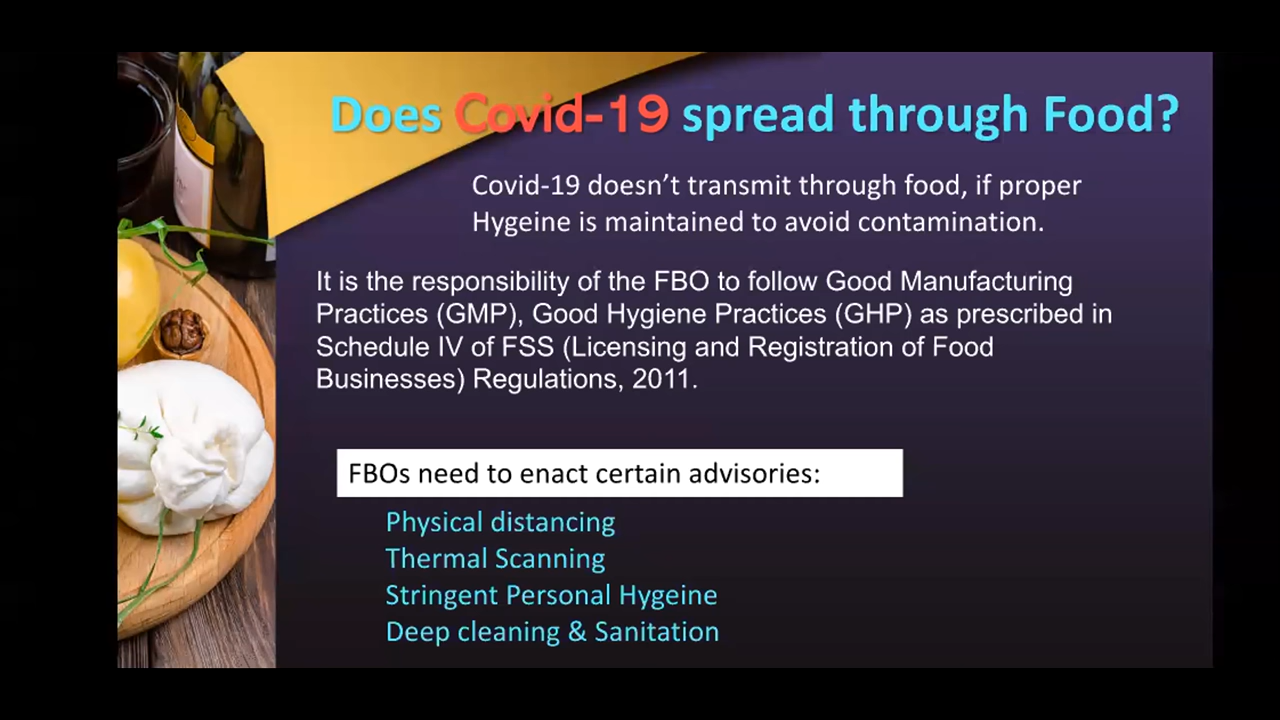 Does Covid-19 spread through Food?
Covid-19 doesn't transmit through food, if proper
Hygeine is maintained to avoid contamination.
It is the responsibility of the FBO to follow Good Manufacturing
Practices (GMP), Good Hygiene Practices (GHP) as prescribed in
Schedule IV of FSS (Licensing and Registration of Food
Businesses) Regulations, 2011.
FBOs need to enact certain advisories:
Physical distancing
Thermal Scanning
Stringent Personal Hygeine
Deep cleaning & Sanitation